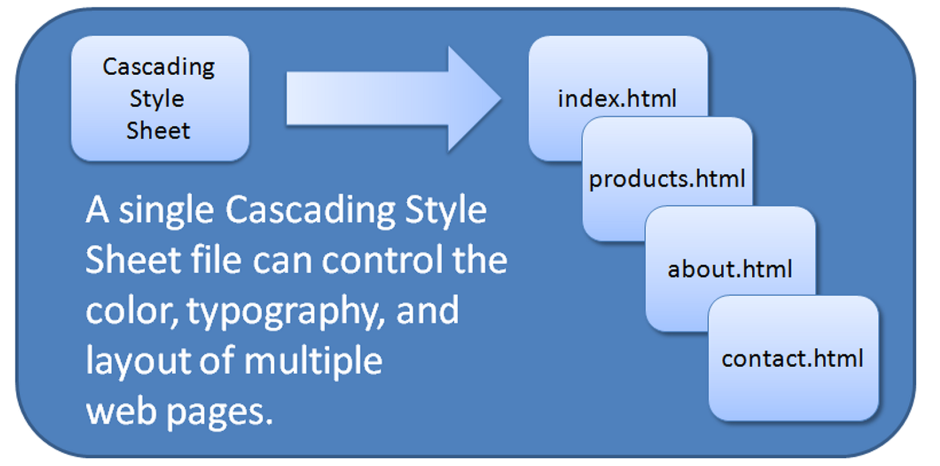 Cascading
Style
Sheet
index.html
products.html
about.html
contact.html
A single Cascading Style
Sheet file can control the
color, typography, and
layout of multiple
web pages.